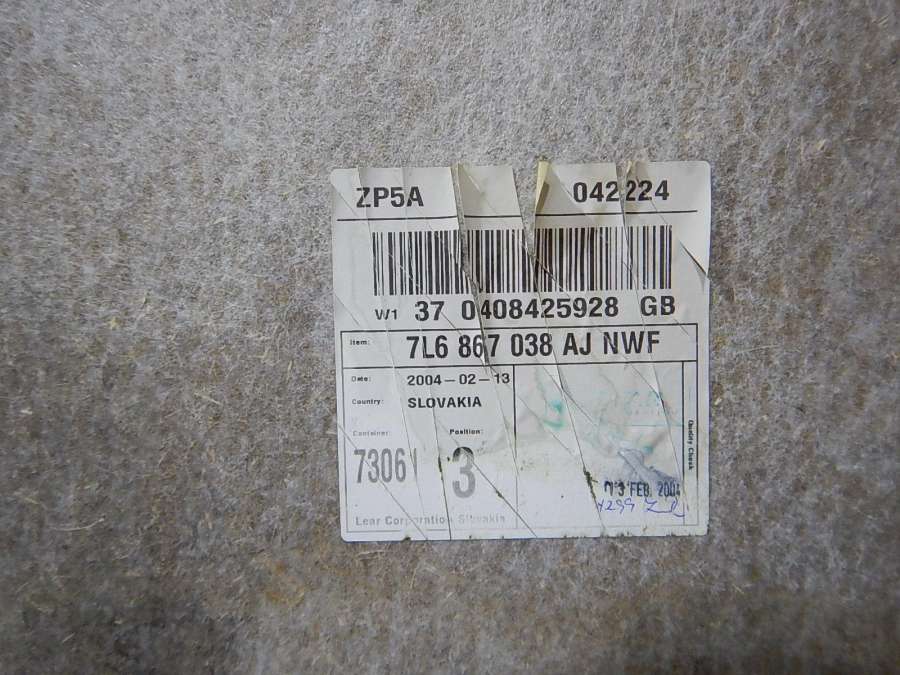 ZP5A 042224
W1 37 0408425928 GB
Item: 7L6 867 038 AJ NWF
Date: 2004-02-13
Country: SLOVAKIA
Container: Position:
7306 3
Quality Check
13 FEB. 2004
Lear Corporation Slovakia